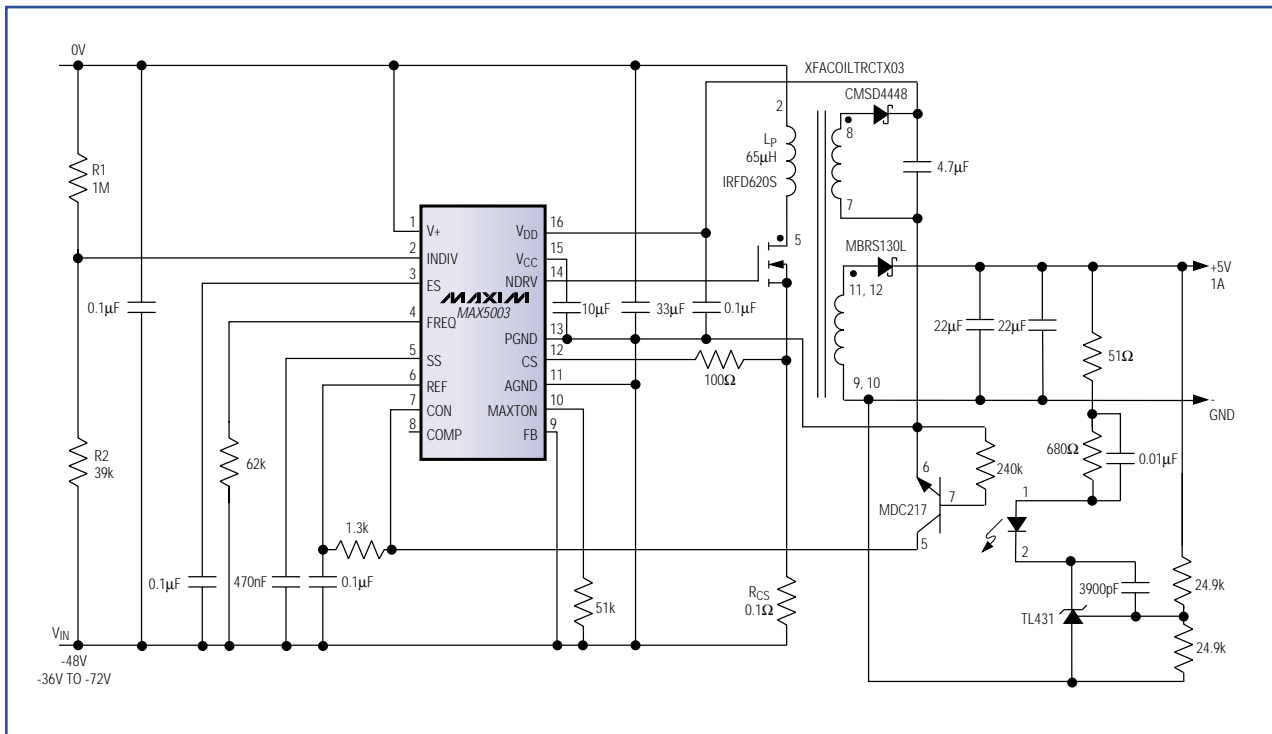 0V
XFACOILTRCTX03
CMSD4448
2
8
LP
65µH
R1
1M
4.7µF
IRFD620S
7
1
V+
VDD
16
5
MBRS130L
2
INDIV
VCC
15
+5V
1A
3
ES
NDRV
14
11, 12
MAXIM
MAX5003
0.1µF
10µF
33µF
0.1µF
22µF
22µF
4
FREQ
PGND
13
51Ω
5
SS
CS
12
100Ω
6
REF
AGND
11
9, 10
-
GND
7
CON
MAXTON
10
8
COMP
FB
9
R2
39k
62k
6
240k
680Ω
0.01µF
MDC217
7
1
1.3k
5
2
0.1µF
470nF
0.1µF
51k
RCS
0.1Ω
3900pF
24.9k
TL431
VIN
-48V
-36V TO -72V
24.9k